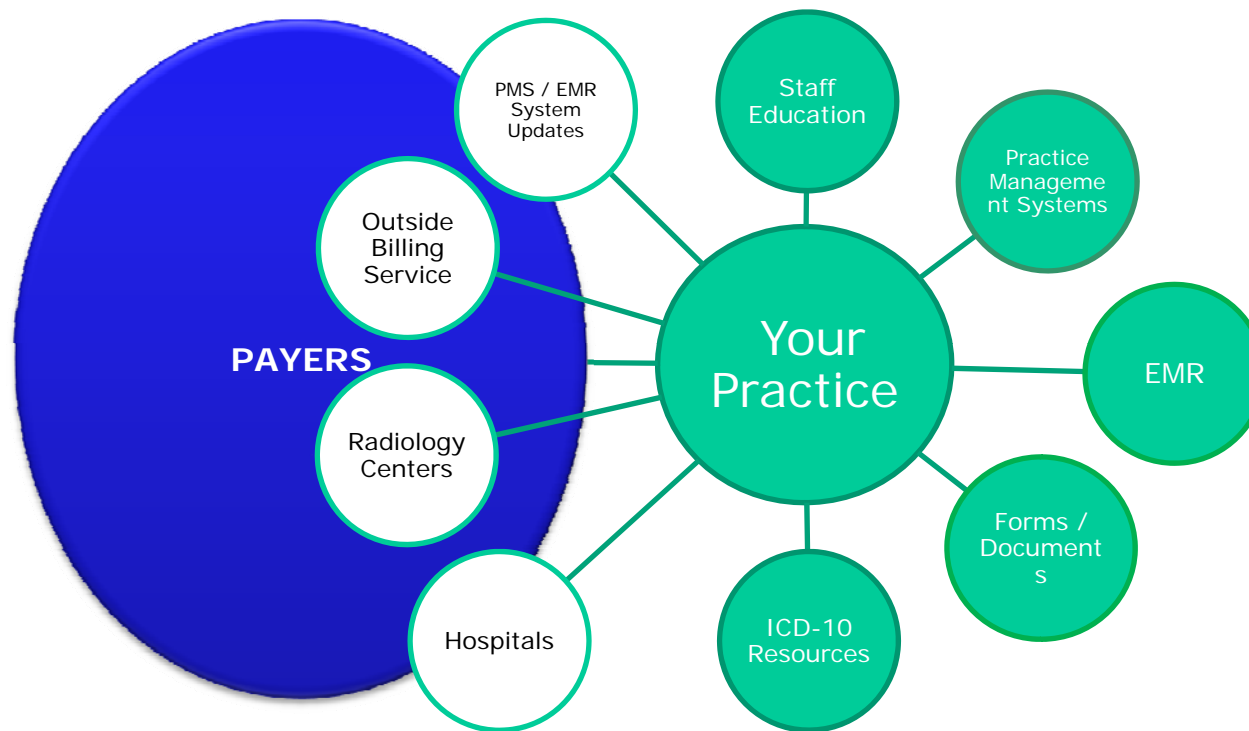 PMS / EMR
System
Updates
Staff
Education
Practice
Manageme
nt Systems
Outside
Billing
Service
PAYERS
Your
Practice
EMR
Radiology
Centers
Forms /
Document
s
Hospitals
ICD-10
Resources